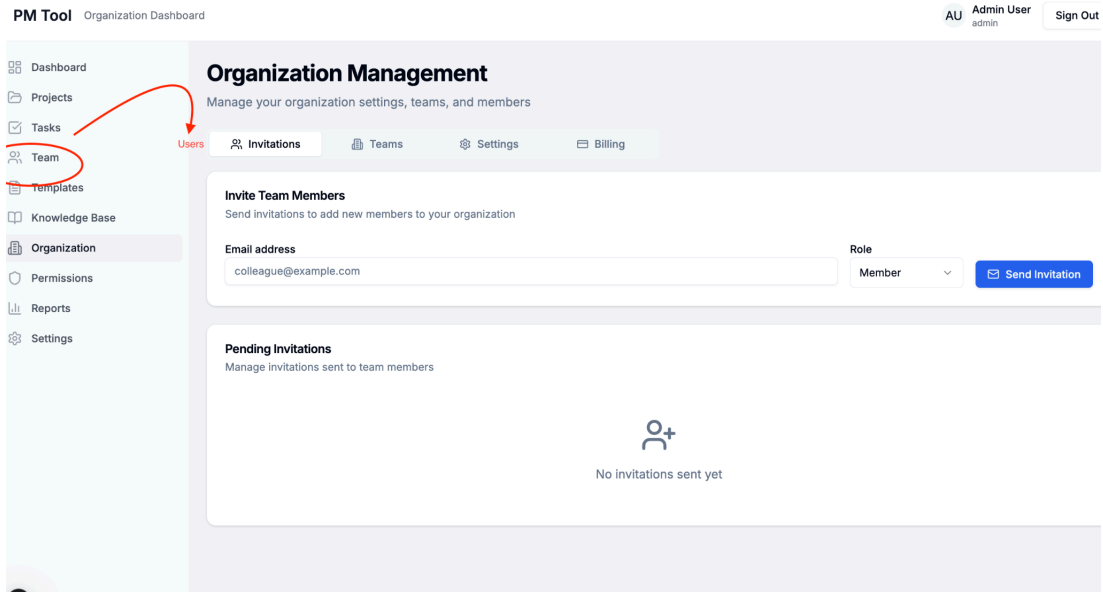 PM Tool Organization Dashboard
AU Admin User
admin
Sign Out
Dashboard
Projects
Tasks
Team
Templates
Knowledge Base
Organization
Permissions
Reports
Settings
Organization Management
Manage your organization settings, teams, and members
Users Invitations Teams Settings Billing
Invite Team Members
Send invitations to add new members to your organization
Email address Role
colleague@example.com Member Send Invitation
Pending Invitations
Manage invitations sent to team members
No invitations sent yet